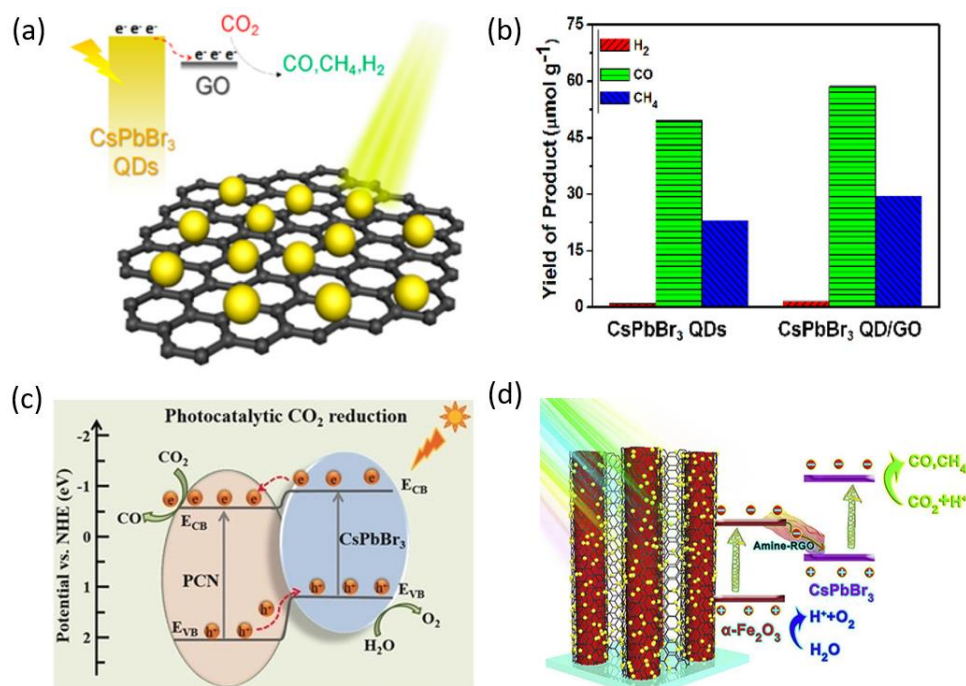 (a)
e⁻ e⁻ e⁻
CO₂
e⁻ e⁻ e⁻
GO
CO,CH₄,H₂
CsPbBr₃
QDs
(b)
75
60
45
30
15
0
Yield of Product (μmol g⁻¹)
H₂
CO
CH₄
CsPbBr₃ QDs
CsPbBr₃ QD/GO
(c)
Photocatalytic CO₂ reduction
Potential vs. NHE (eV)
-2
-1
0
1
2
CO₂
CO
e e e e
e e e
E_CB
E_CB
PCN
CsPbBr₃
h⁺ h⁺ h⁺
h⁺
h⁺ h⁺
E_VB
E_VB
O₂
H₂O
(d)
CO,CH₄
CO₂+H⁺
Amine-RGO
CsPbBr₃
α-Fe₂O₃
H⁺+O₂
H₂O